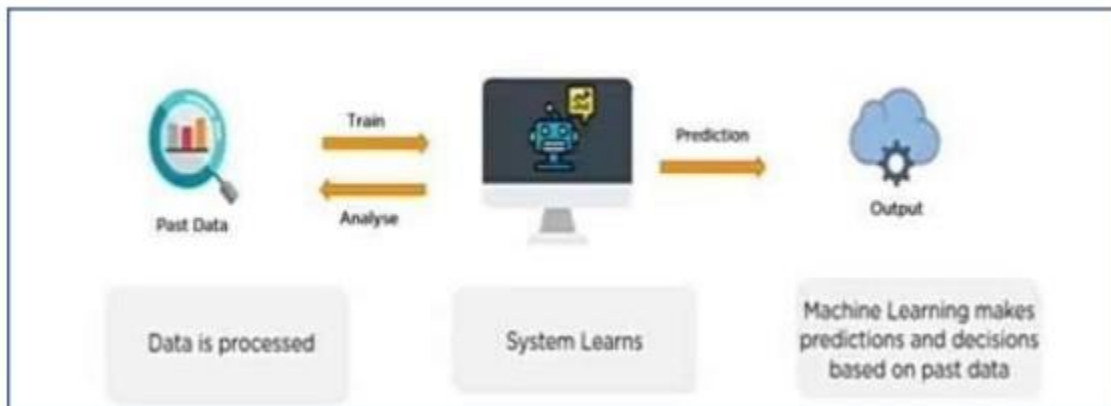 Train
Prediction
Past Data
Analyse
Output
Data is processed
System Learns
Machine Learning makes
predictions and decisions
based on past data